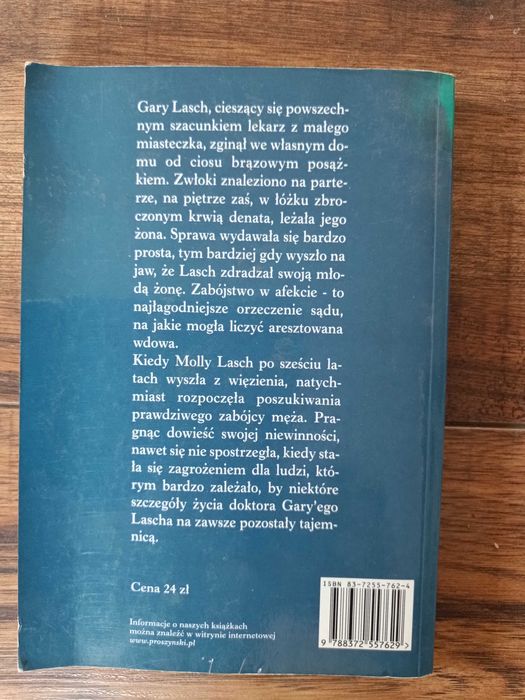 Gary Lasch, cieszący się powszech-
nym szacunkiem lekarz z małego
miasteczka, zginął we własnym do-
mu od ciosu brązowym posąż-
kiem. Zwłoki znaleziono na parte-
rze, na piętrze zaś, w łóżku zbro-
czonym krwią denata, leżała jego
żona. Sprawa wydawała się bardzo
prosta, tym bardziej gdy wyszło na
jaw, że Lasch zdradzał swoją mło-
dą żonę. Zabójstwo w afekcie - to
najłagodniejsze orzeczenie sądu,
na jakie mogła liczyć aresztowana
wdowa.
Kiedy Molly Lasch po sześciu la-
tach wyszła z więzienia, natych-
miast rozpoczęła poszukiwania
prawdziwego zabójcy męża. Pra-
gnąc dowieść swojej niewinności,
nawet się nie spostrzegła, kiedy sta-
ła się zagrożeniem dla ludzi, któ-
rym bardzo zależało, by niektóre
szczegóły życia doktora Gary'ego
Lascha na zawsze pozostały tajem-
nicą.
Cena 24 zł
Informacje o naszych książkach
można znaleźć w witrynie internetowej
www.proszynski.pl
ISBN 83-7255-762-4
9 788372 557629 >